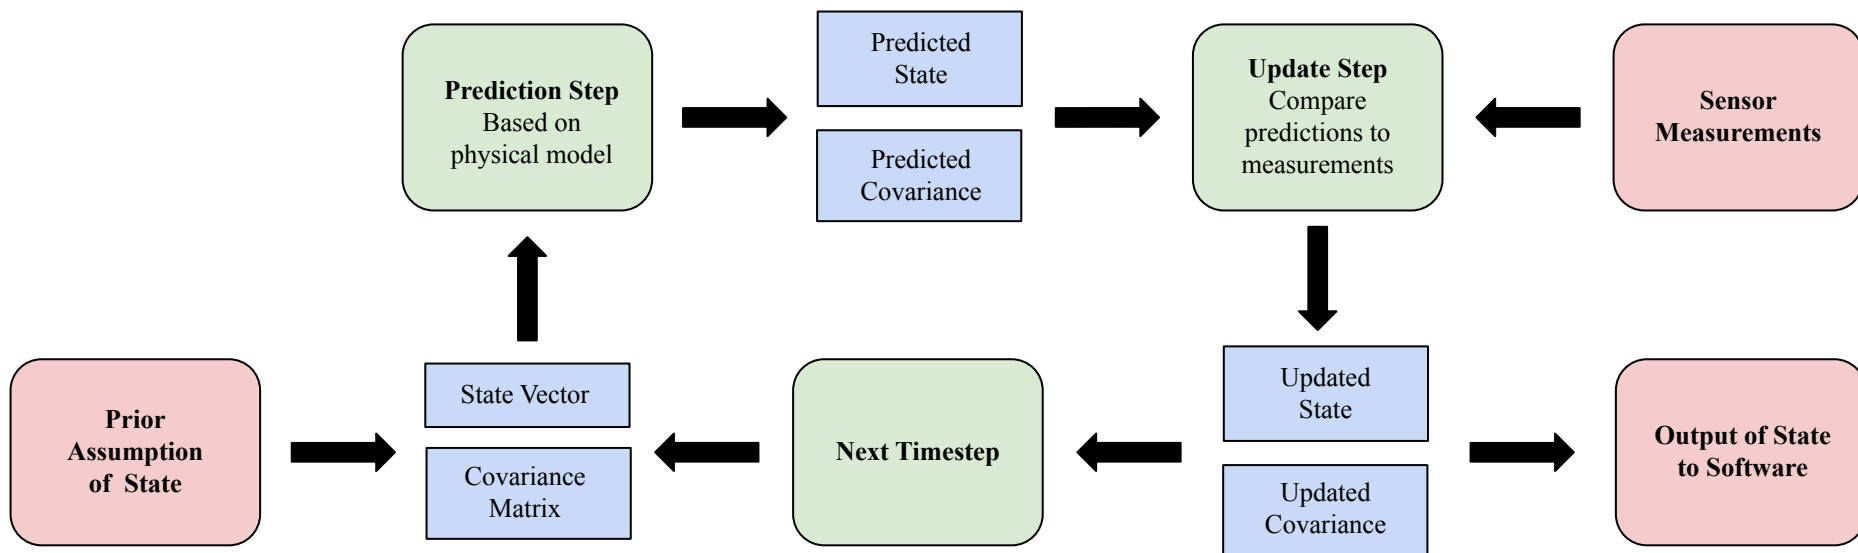 Prediction Step
Based on
physical model
Predicted
State
Predicted
Covariance
Update Step
Compare
predictions to
measurements
Sensor
Measurements
Prior
Assumption
of  State
State Vector
Covariance
Matrix
Next Timestep
Updated
State
Updated
Covariance
Output of State
to Software